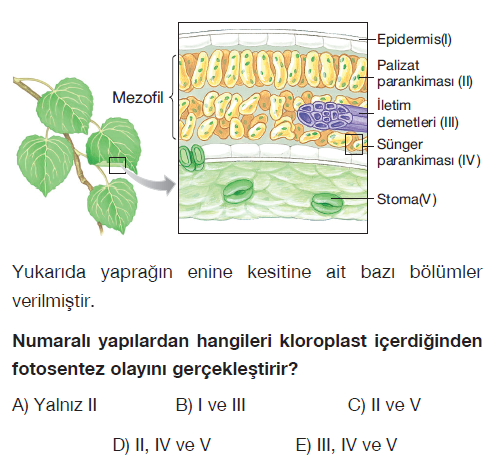 Epidermis(I)
Palizat
parankiması (II)
Mezofil
İletim
demetleri (III)
Sünger
parankiması (IV)
Stoma(V)
Yukarıda yaprağın enine kesitine ait bazı bölümler
verilmiştir.
Numaralı yapılardan hangileri kloroplast içerdiğinden
fotosentez olayını gerçekleştirir?
A) Yalnız II B) I ve III C) II ve V
D) II, IV ve V E) III, IV ve V